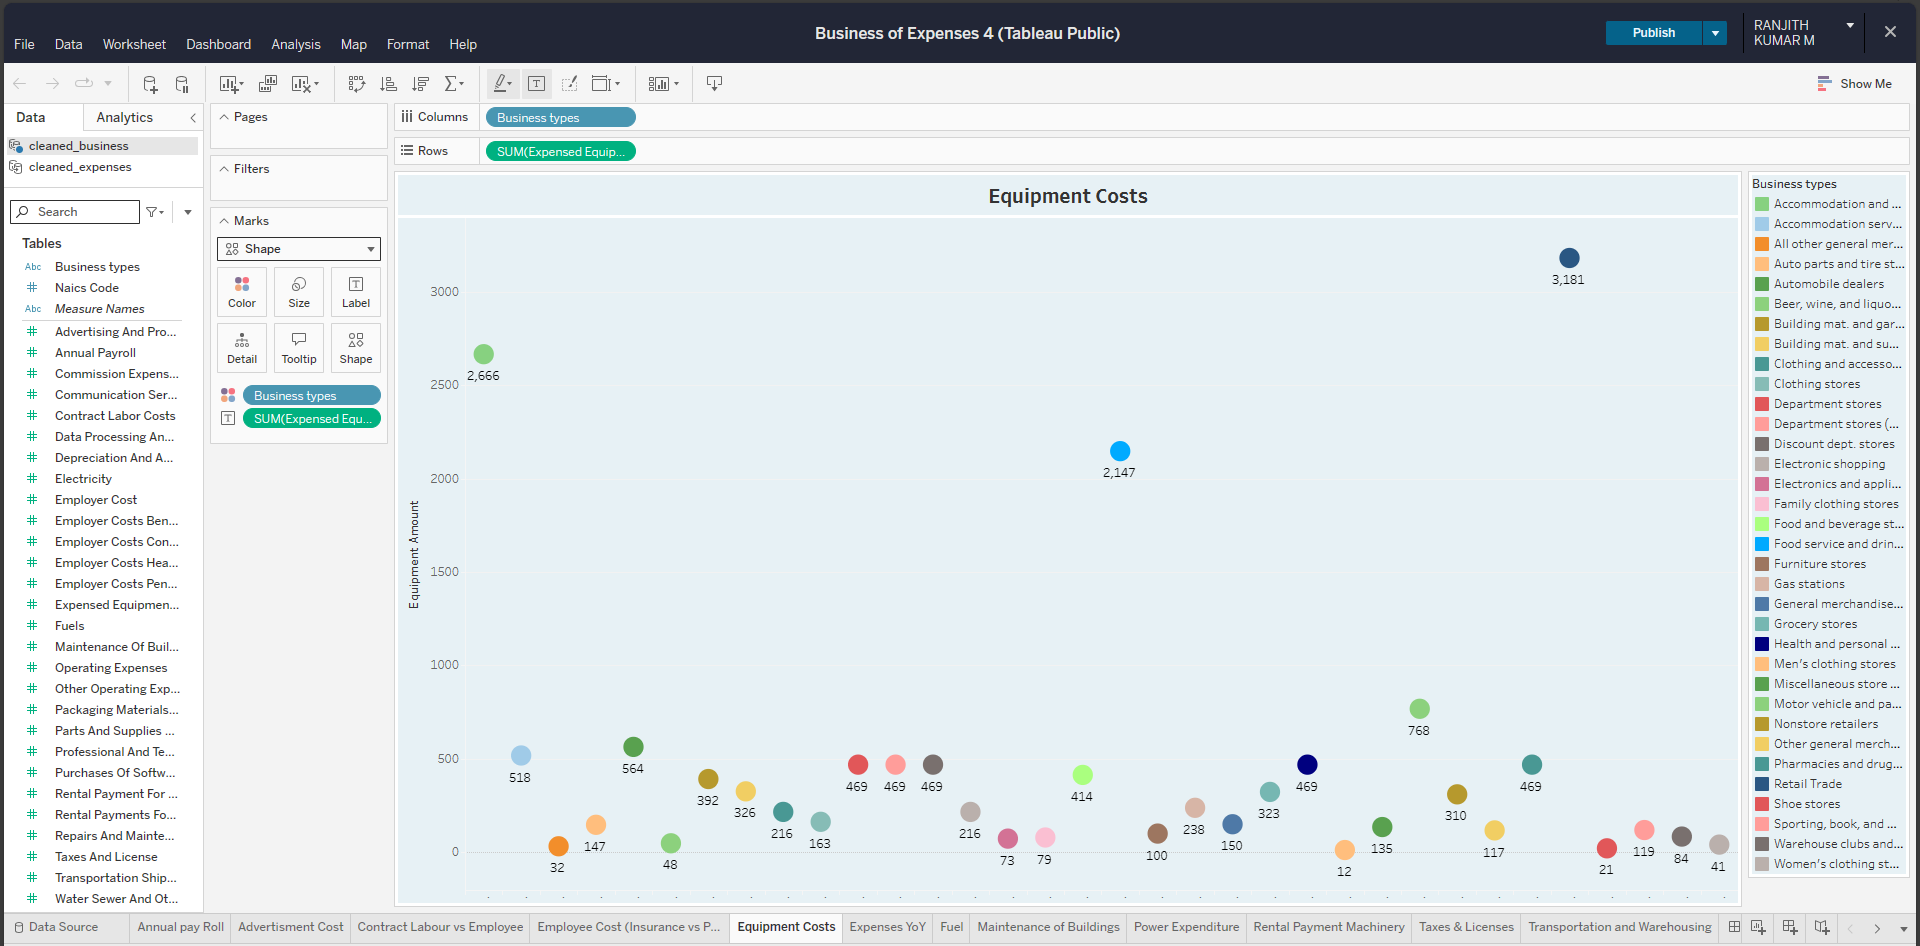 Business of Expenses 4 (Tableau Public)
Publish
RANJITH
KUMAR M
File Data Worksheet Dashboard Analysis Map Format Help
Show Me
Data Analytics
cleaned_business
cleaned_expenses
Search
Tables
Abc Business types
# Naics Code
Abc Measure Names
# Advertising And Pro...
# Annual Payroll
# Commission Expens...
# Communication Ser...
# Contract Labor Costs
# Data Processing An...
# Depreciation And A...
# Electricity
# Employer Cost
# Employer Costs Ben...
# Employer Costs Con...
# Employer Costs Hea...
# Employer Costs Pen...
# Expensed Equipmen...
# Fuels
# Maintenance Of Buil...
# Operating Expenses
# Other Operating Exp...
# Packaging Materials...
# Parts And Supplies ...
# Professional And Te...
# Purchases Of Softw...
# Rental Payment For ...
# Rental Payments Fo...
# Repairs And Mainte...
# Taxes And License
# Transportation Ship...
# Water Sewer And Ot...
Pages
Filters
Marks
Shape
Color Size Label
Detail Tooltip Shape
Business types
SUM(Expensed Equ...
Columns Business types
Rows SUM(Expensed Equip...
Equipment Costs
Equipment Amount
3000
2500
2000
1500
1000
500
0
2,666
518
32
147
564
48
392
326
216
163
469
469
469
216
73
79
414
2,147
100
238
150
323
469
12
135
768
310
117
469
3,181
21
119
84
41
Business types
Accommodation and ...
Accommodation serv...
All other general mer...
Auto parts and tire st...
Automobile dealers
Beer, wine, and liquo...
Building mat. and gar...
Building mat. and su...
Clothing and accesso...
Clothing stores
Department stores
Department stores (...
Discount dept. stores
Electronic shopping
Electronics and appli...
Family clothing stores
Food and beverage st...
Food service and drin...
Furniture stores
Gas stations
General merchandise...
Grocery stores
Health and personal ...
Men's clothing stores
Miscellaneous store ...
Motor vehicle and pa...
Nonstore retailers
Other general merch...
Pharmacies and drug...
Retail Trade
Shoe stores
Sporting, book, and ...
Warehouse clubs and...
Women's clothing st...
Data Source Annual pay Roll Advertisment Cost Contract Labour vs Employee Employee Cost (Insurance vs P... Equipment Costs Expenses YoY Fuel Maintenance of Buildings Power Expenditure Rental Payment Machinery Taxes & Licenses Transportation and Warehousing